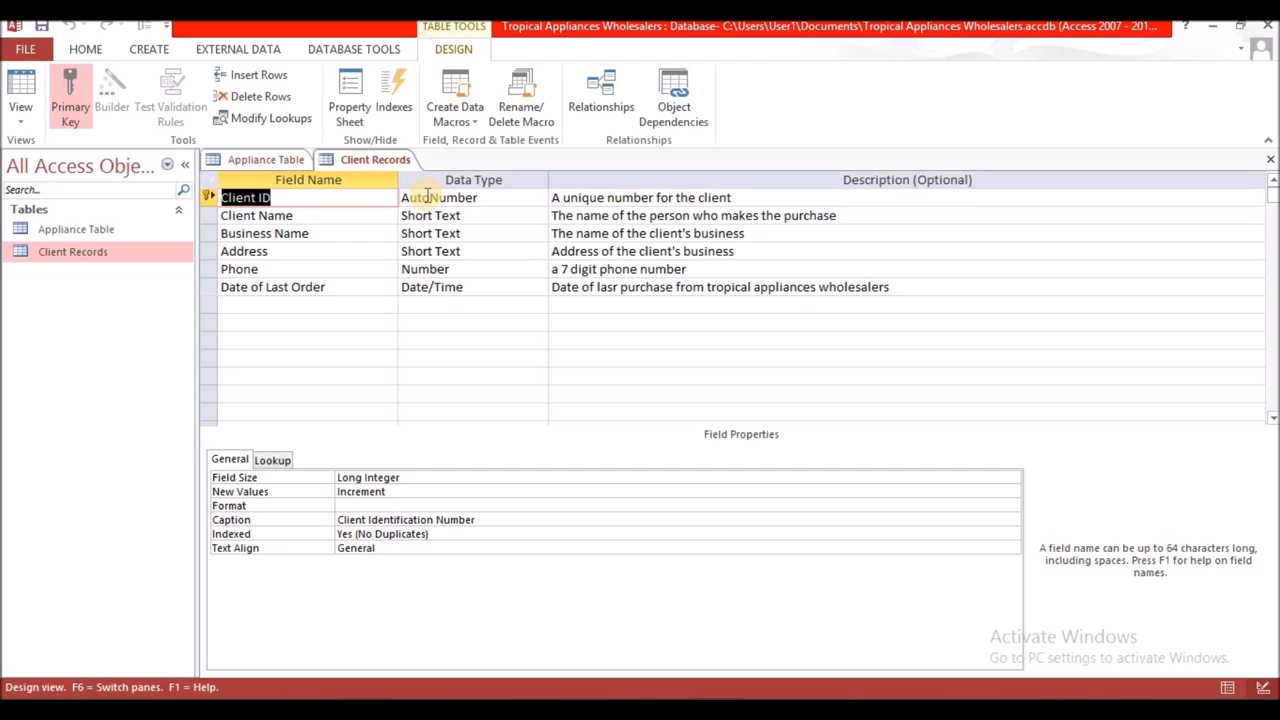 TABLE TOOLS
Tropical Appliances Wholesalers : Database- C:\Users\User1\Documents\Tropical Appliances Wholesalers.accdb (Access 2007 - 201...
FILE HOME CREATE EXTERNAL DATA DATABASE TOOLS DESIGN
View
Primary Key
Builder
Test Validation Rules
Insert Rows
Delete Rows
Modify Lookups
Property Sheet
Indexes
Create Data Macros
Rename/ Delete Macro
Relationships
Object Dependencies
Views Tools Show/Hide Field, Record & Table Events Relationships
All Access Obje...
Search...
Tables
Appliance Table
Client Records
Appliance Table Client Records
Field Name Data Type Description (Optional)
Client ID AutoNumber A unique number for the client
Client Name Short Text The name of the person who makes the purchase
Business Name Short Text The name of the client's business
Address Short Text Address of the client's business
Phone Number a 7 digit phone number
Date of Last Order Date/Time Date of lasr purchase from tropical appliances wholesalers
Field Properties
General Lookup
Field Size Long Integer
New Values Increment
Format
Caption Client Identification Number
Indexed Yes (No Duplicates)
Text Align General
A field name can be up to 64 characters long,
including spaces. Press F1 for help on field
names.
Activate Windows
Go to PC settings to activate Windows.
Design view. F6 = Switch panes. F1 = Help.